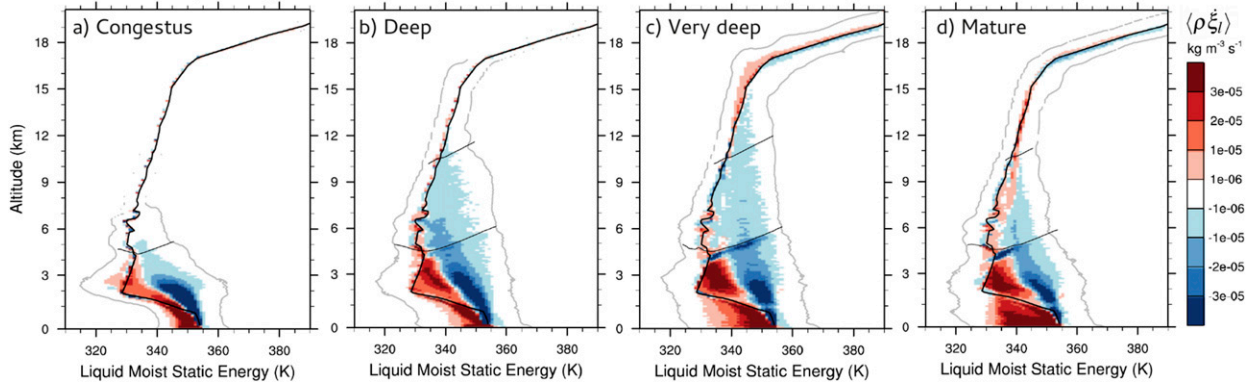 a) Congestus
b) Deep
c) Very deep
d) Mature
⟨ρξ̇ₗ⟩
kg m⁻³ s⁻¹
3e-05
2e-05
1e-05
1e-06
-1e-06
-1e-05
-2e-05
-3e-05
Altitude (km)
18
15
12
9
6
3
0
18
15
12
9
6
3
0
18
15
12
9
6
3
0
18
15
12
9
6
3
0
320 340 360 380
320 340 360 380
320 340 360 380
320 340 360 380
Liquid Moist Static Energy (K)
Liquid Moist Static Energy (K)
Liquid Moist Static Energy (K)
Liquid Moist Static Energy (K)